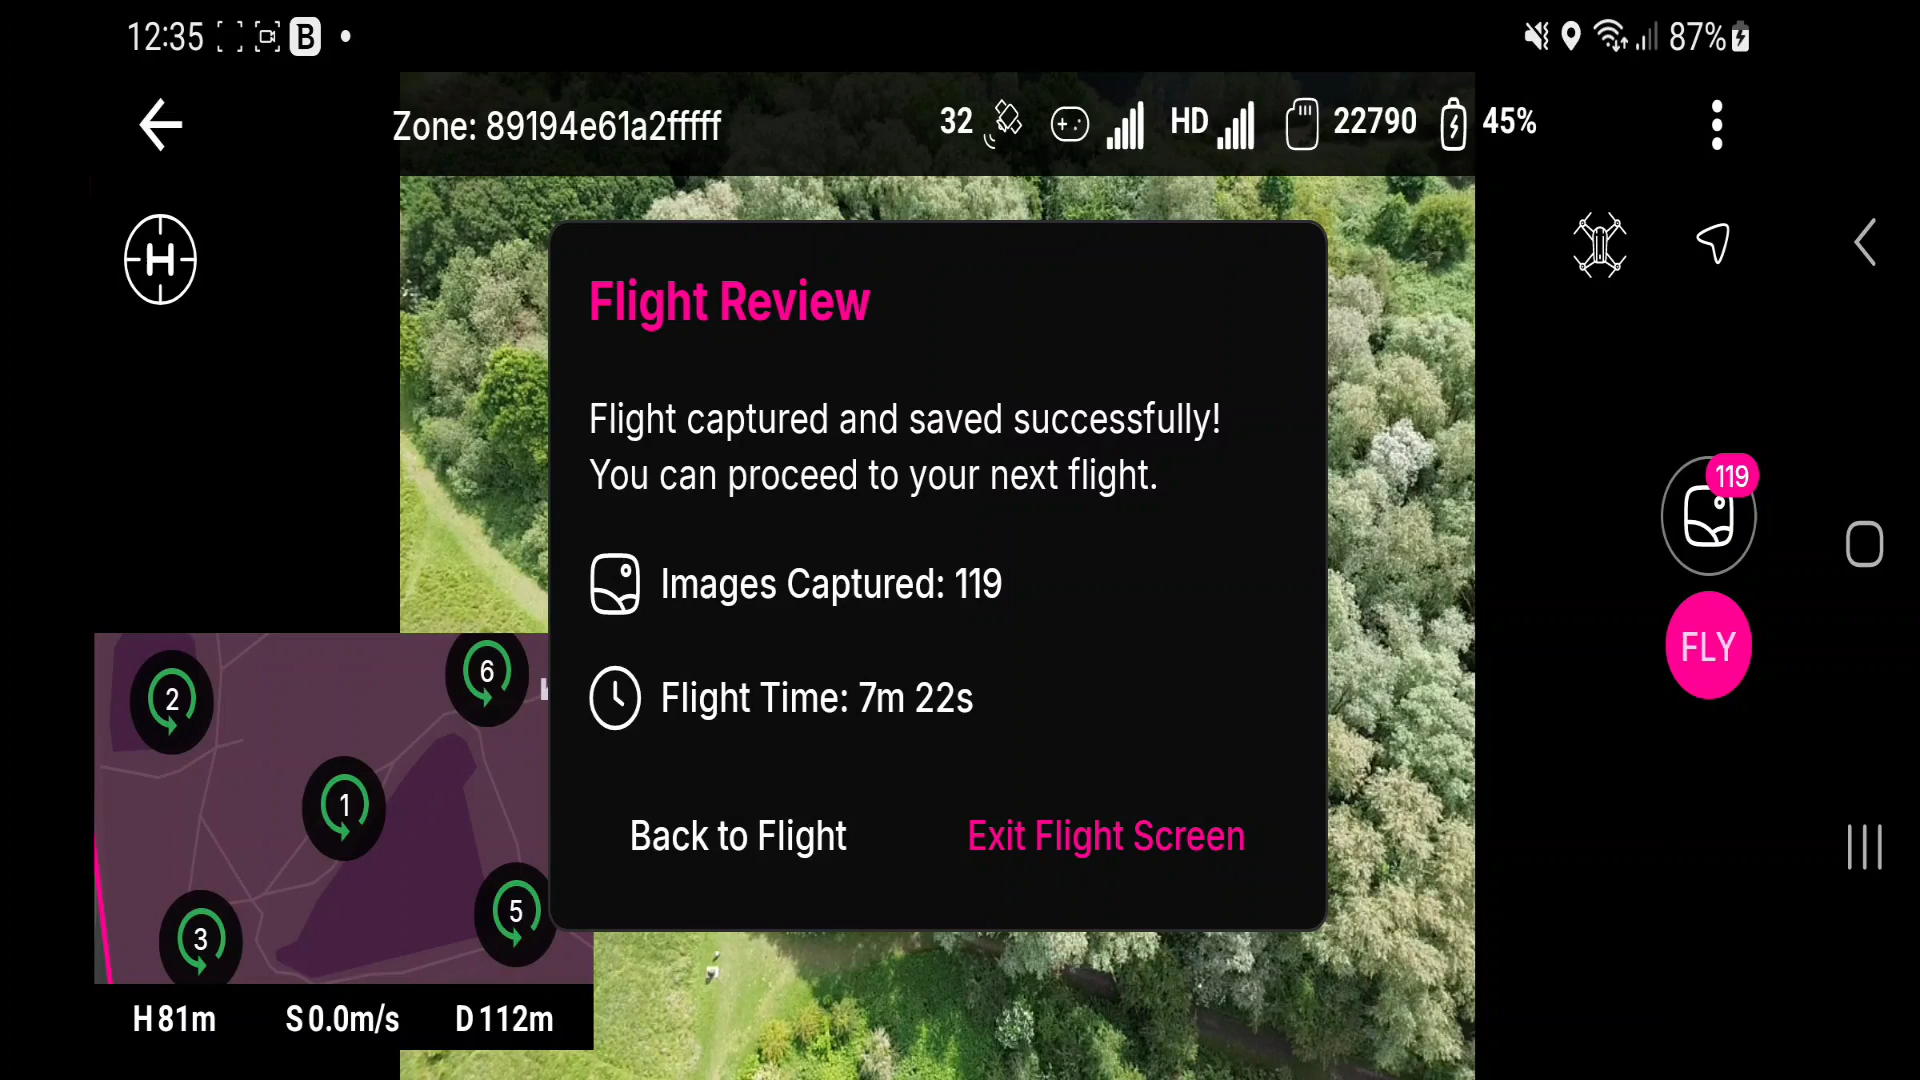 12:35
B
87%
Zone: 89194e61a2fffff
32
HD
22790
45%
H
Flight Review
Flight captured and saved successfully!
You can proceed to your next flight.
Images Captured: 119
Flight Time: 7m 22s
Back to Flight
Exit Flight Screen
119
FLY
2
6
1
5
3
H 81m
S 0.0m/s
D 112m